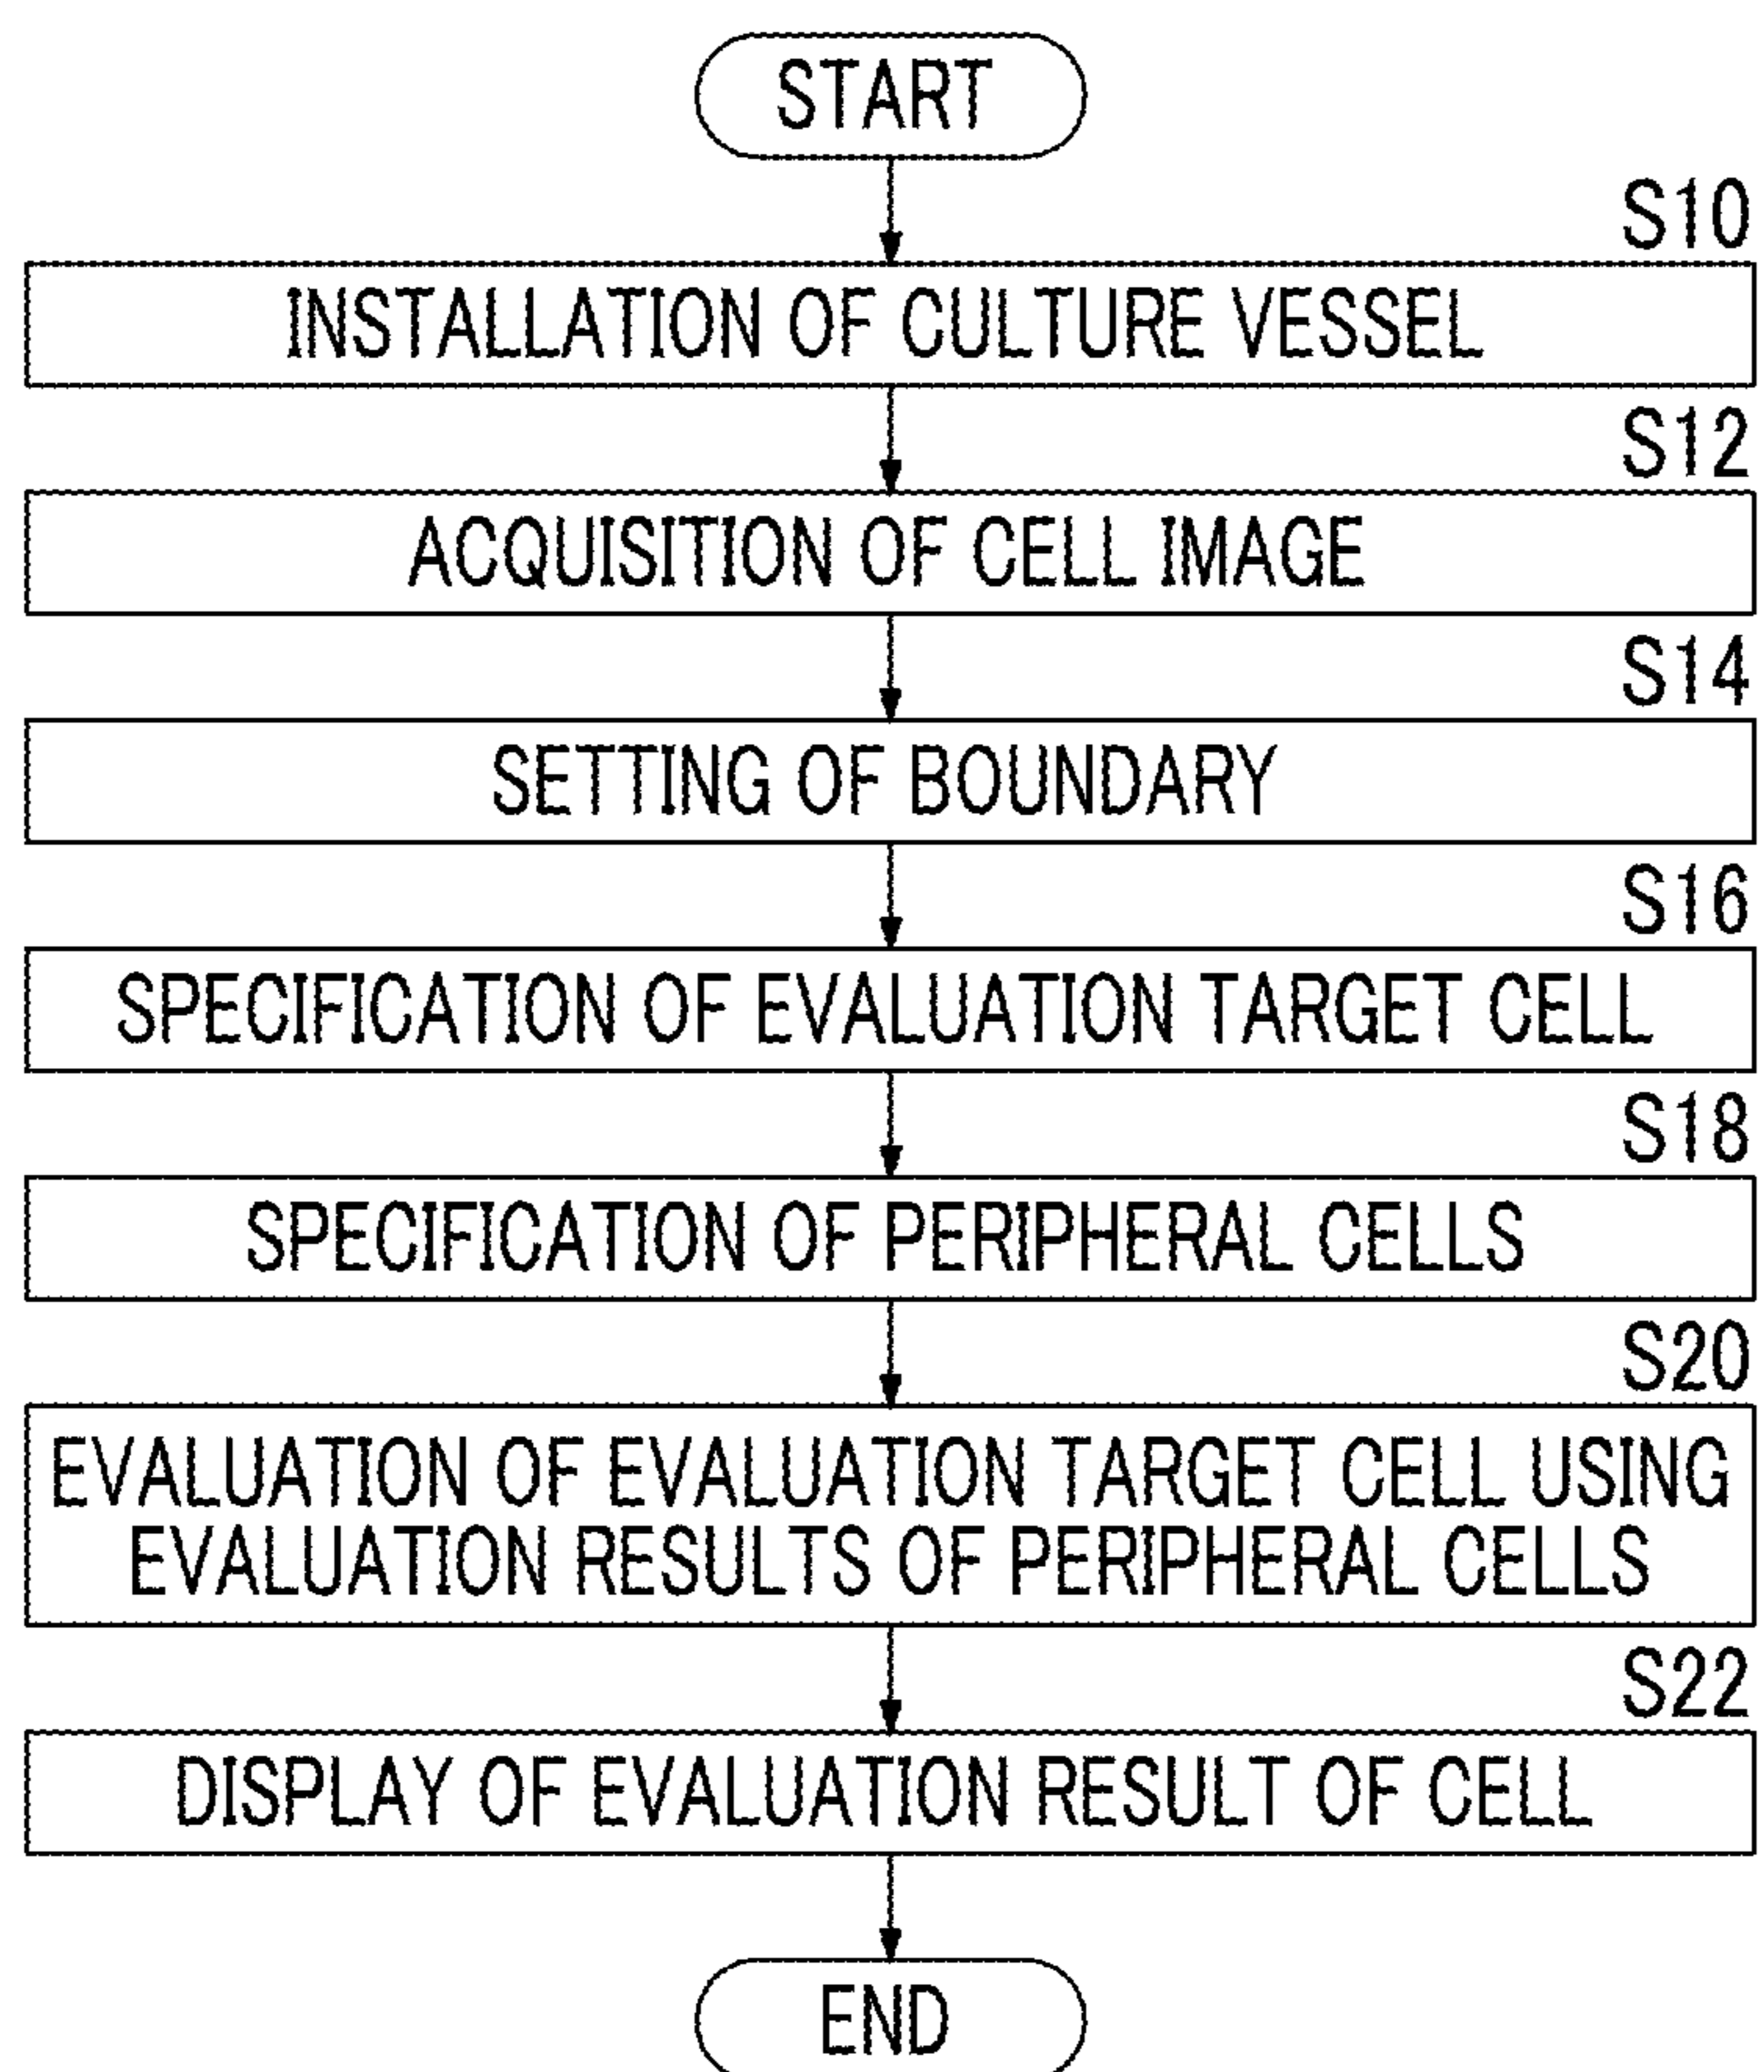 START
S10
INSTALLATION OF CULTURE VESSEL
S12
ACQUISITION OF CELL IMAGE
S14
SETTING OF BOUNDARY
S16
SPECIFICATION OF EVALUATION TARGET CELL
S18
SPECIFICATION OF PERIPHERAL CELLS
S20
EVALUATION OF EVALUATION TARGET CELL USING
EVALUATION RESULTS OF PERIPHERAL CELLS
S22
DISPLAY OF EVALUATION RESULT OF CELL
END